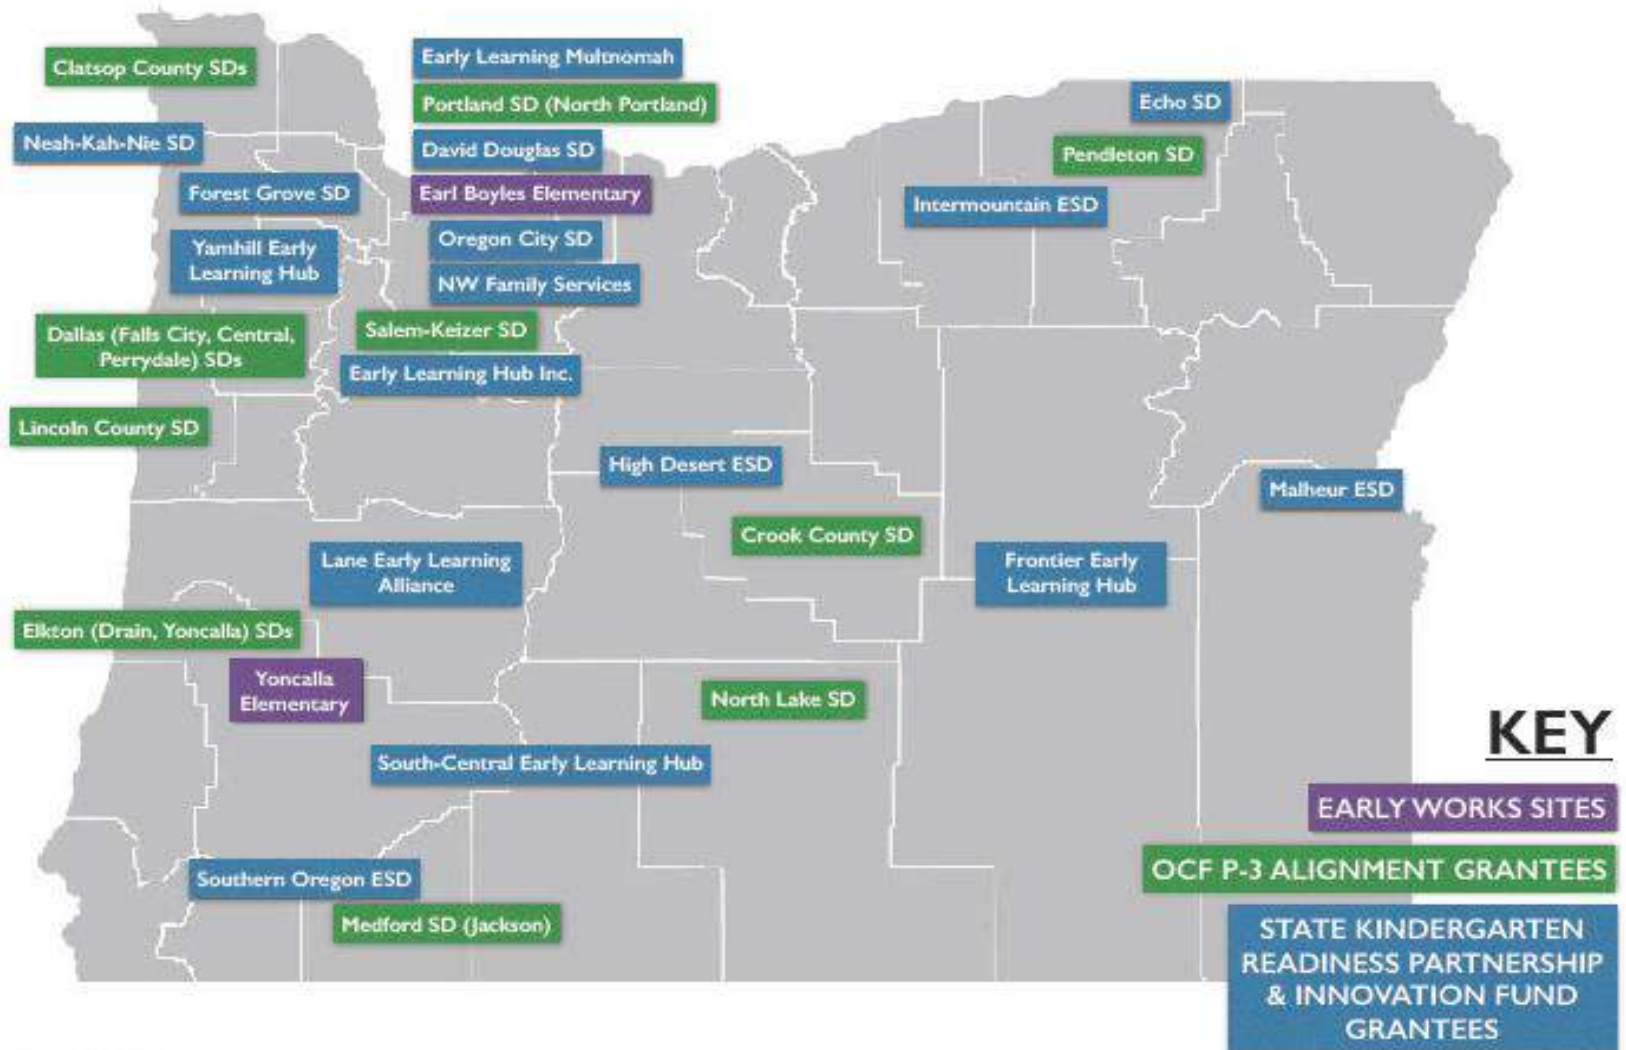 Clatsop County SDs
Early Learning Multnomah
Portland SD (North Portland)
Echo SD
Neah-Kah-Nie SD
David Douglas SD
Pendleton SD
Forest Grove SD
Earl Boyles Elementary
Intermountain ESD
Yamhill Early
Learning Hub
Oregon City SD
NW Family Services
Dallas (Falls City, Central,
Perrydale) SDs
Salem-Keizer SD
Early Learning Hub Inc.
Lincoln County SD
High Desert ESD
Malheur ESD
Crook County SD
Lane Early Learning
Alliance
Frontier Early
Learning Hub
Elkton (Drain, Yoncalla) SDs
Yoncalla
Elementary
North Lake SD
South-Central Early Learning Hub
Southern Oregon ESD
Medford SD (Jackson)
KEY
EARLY WORKS SITES
OCF P-3 ALIGNMENT GRANTEES
STATE KINDERGARTEN
READINESS PARTNERSHIP
& INNOVATION FUND
GRANTEES